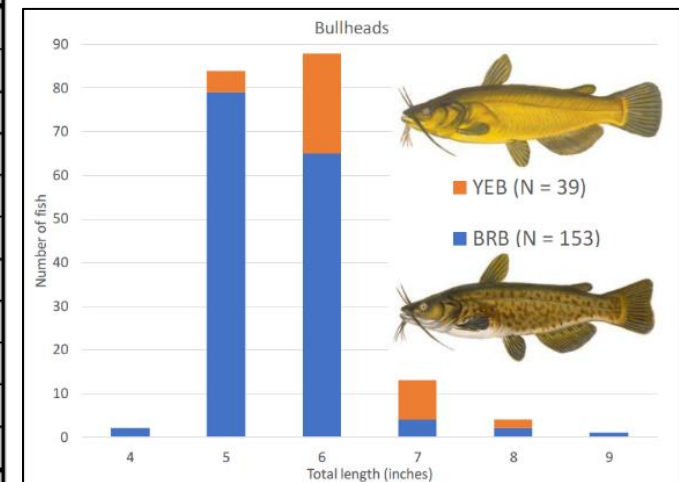 Bullheads
90
80
70
60
50
40
30
20
10
0
Number of fish
YEB (N = 39)
BRB (N = 153)
4 5 6 7 8 9
Total length (inches)